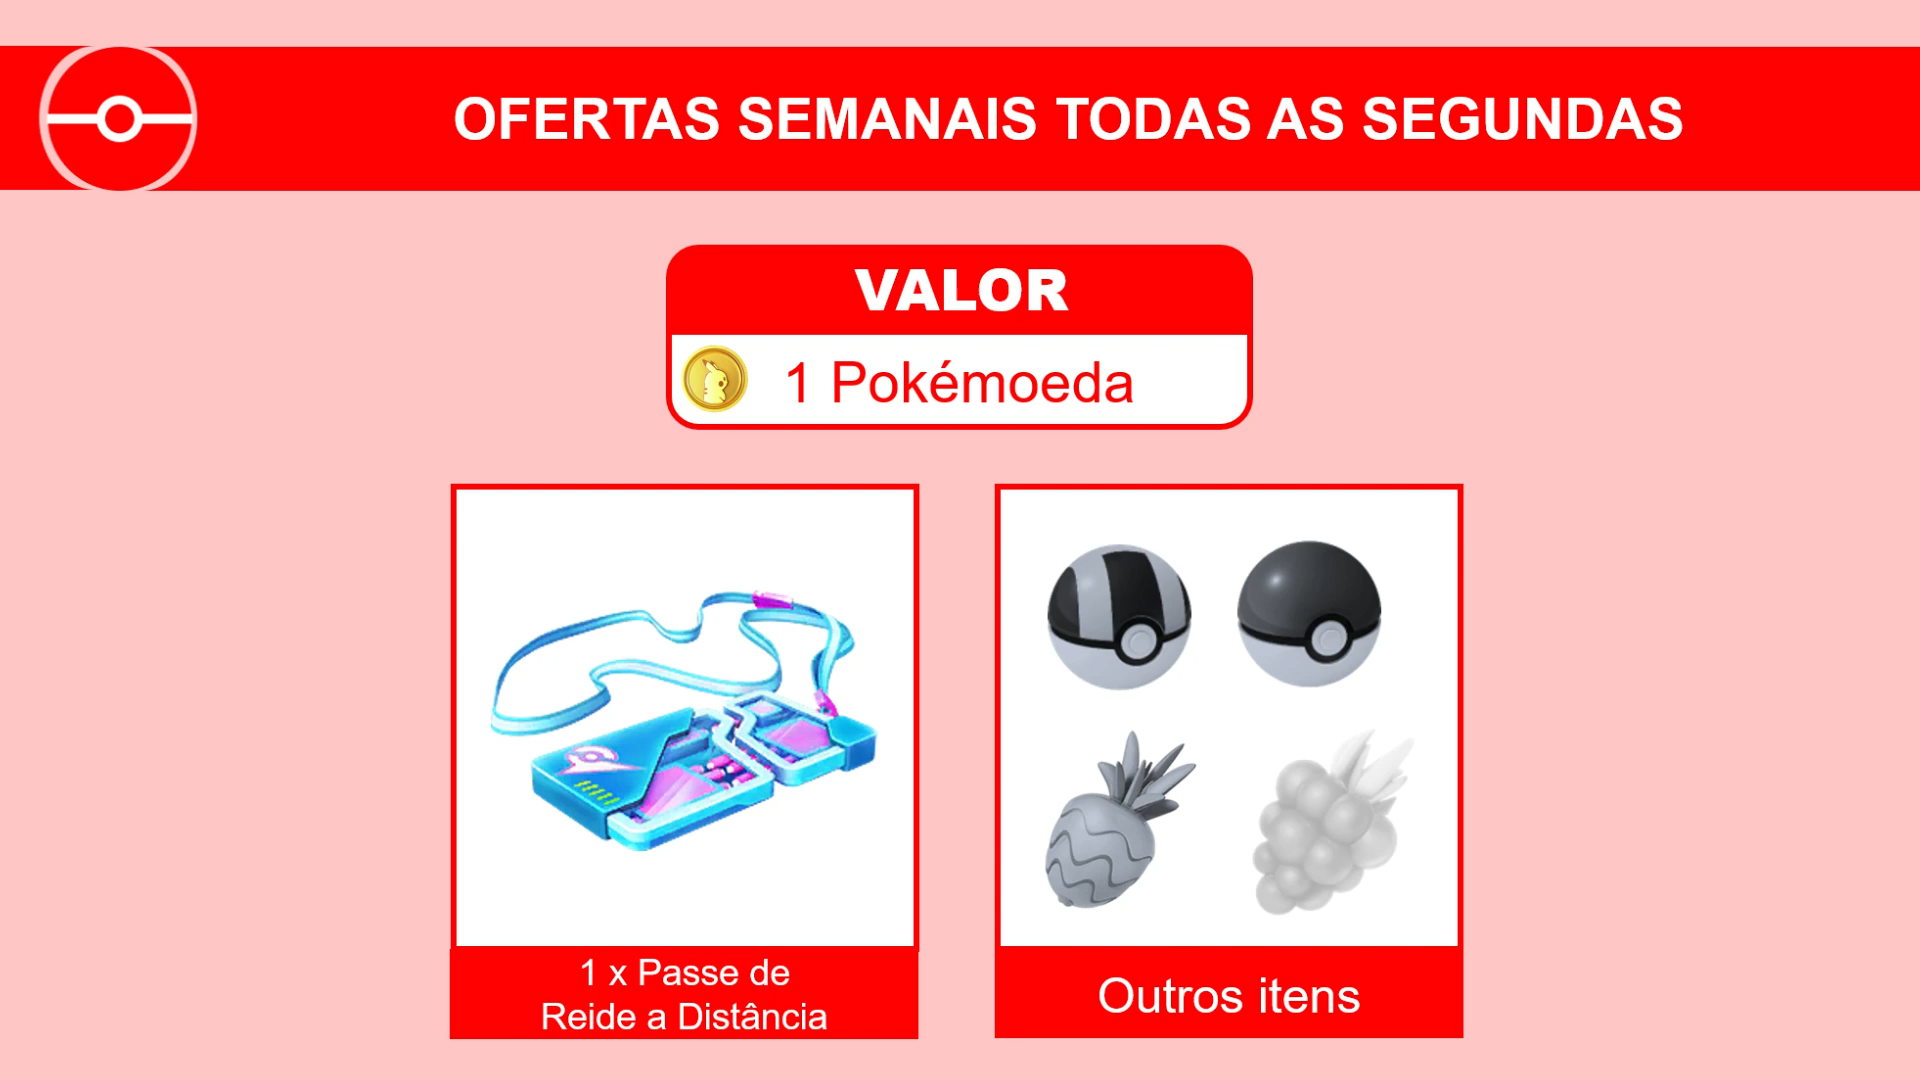 OFERTAS SEMANAIS TODAS AS SEGUNDAS
VALOR
1 Pokémoeda
1 x Passe de
Reide a Distância
Outros itens